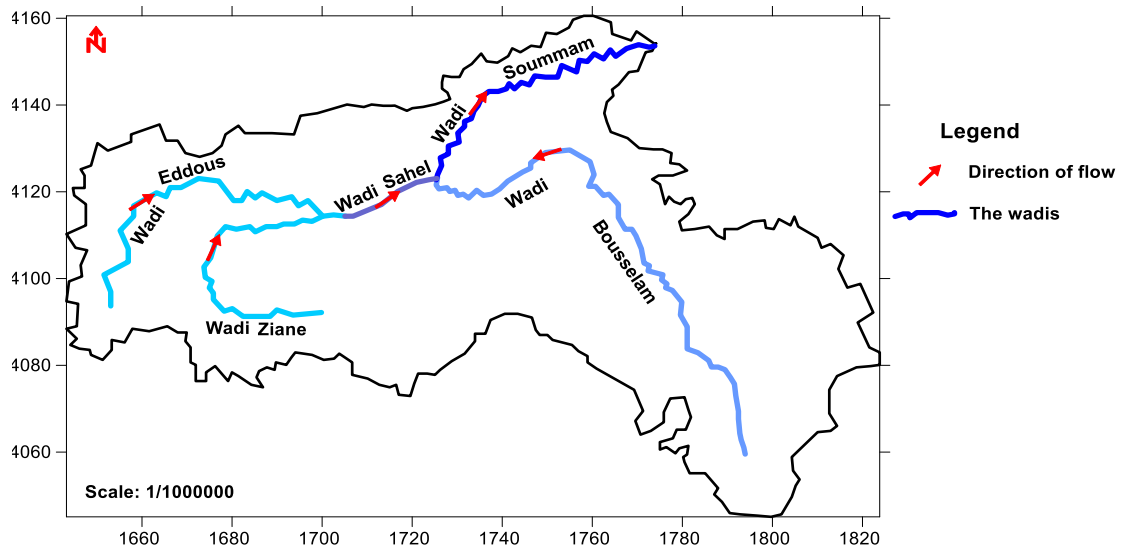 4160
4140
4120
4100
4080
4060
N
Wadi Soummam
Wadi Eddous
Wadi Sahel
Wadi Bousselam
Wadi Ziane
Scale: 1/1000000
1660 1680 1700 1720 1740 1760 1780 1800 1820
Legend
Direction of flow
The wadis